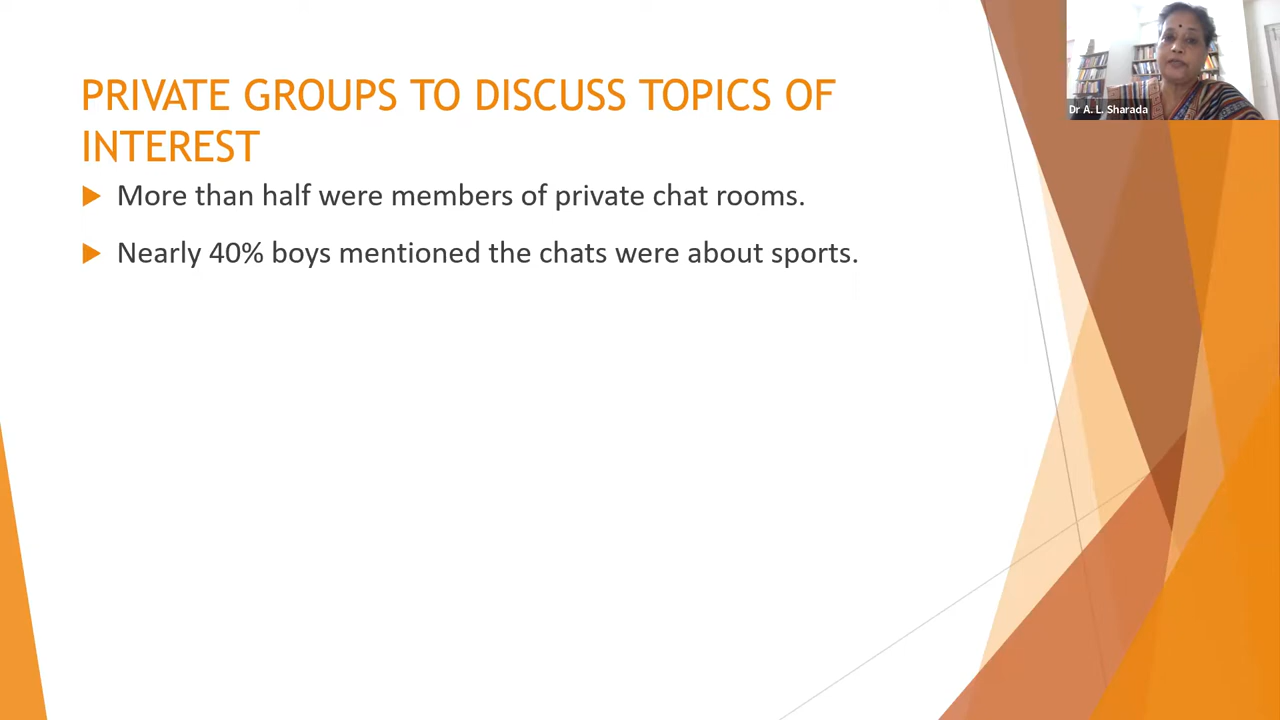 PRIVATE GROUPS TO DISCUSS TOPICS OF
INTEREST
More than half were members of private chat rooms.
Nearly 40% boys mentioned the chats were about sports.
Dr A. L. Sharada